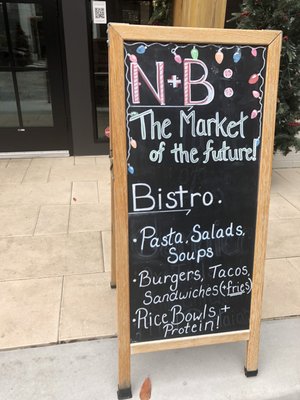 N+B
The Market
of the future!
Bistro.
• Pasta, Salads,
Soups
• Burgers, Tacos,
Sandwiches (+fries)
• Rice Bowls +
Protein!